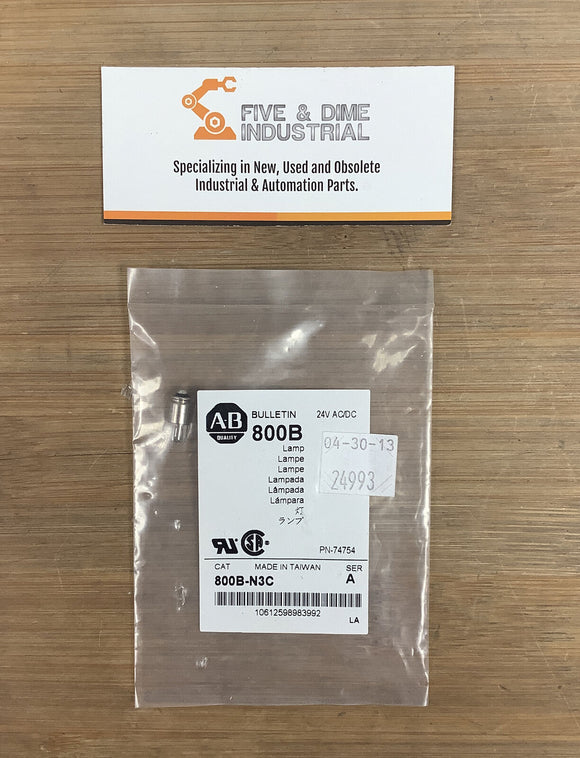 FIVE & DIME
INDUSTRIAL
Specializing in New, Used and Obsolete
Industrial & Automation Parts.
AB
QUALITY
BULLETIN 24V AC/DC
800B
Lamp
Lampe
Lampe
Lampada
Lâmpada
Lámpara
灯
ランプ
04-30-13
24993
PN-74754
CAT MADE IN TAIWAN SER
800B-N3C A
10612598983992
LA